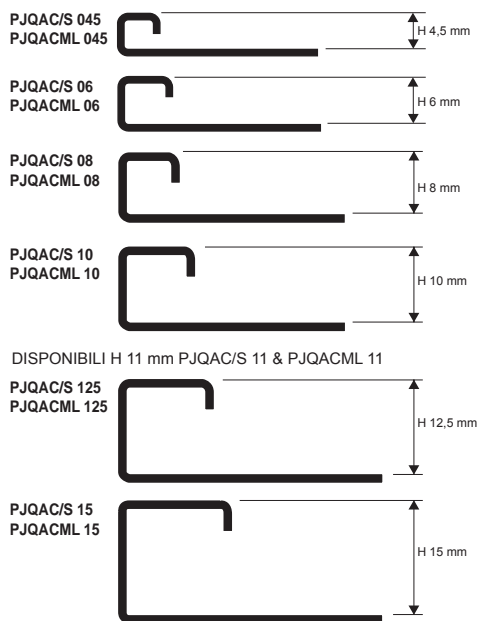 PJQAC/S 045
PJQACML 045
H 4,5 mm
PJQAC/S 06
PJQACML 06
H 6 mm
PJQAC/S 08
PJQACML 08
H 8 mm
PJQAC/S 10
PJQACML 10
H 10 mm
DISPONIBILI H 11 mm PJQAC/S 11 & PJQACML 11
PJQAC/S 125
PJQACML 125
H 12,5 mm
PJQAC/S 15
PJQACML 15
H 15 mm